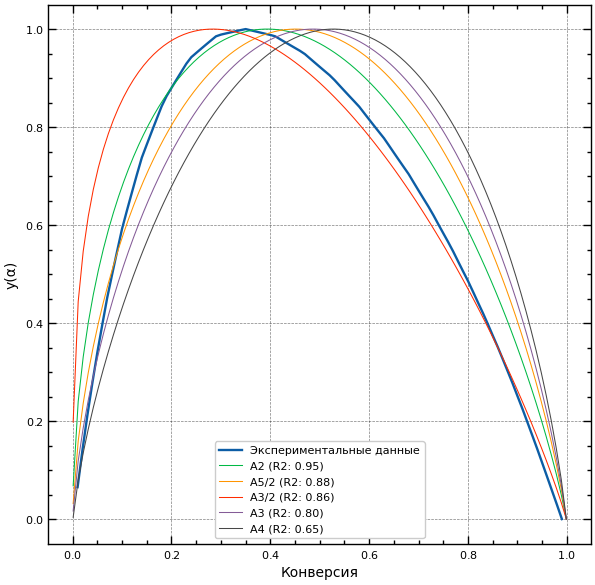 1.0
0.8
0.6
0.4
0.2
0.0
y(α)
Экспериментальные данные
A2 (R2: 0.95)
A5/2 (R2: 0.88)
A3/2 (R2: 0.86)
A3 (R2: 0.80)
A4 (R2: 0.65)
0.0 0.2 0.4 0.6 0.8 1.0
Конверсия